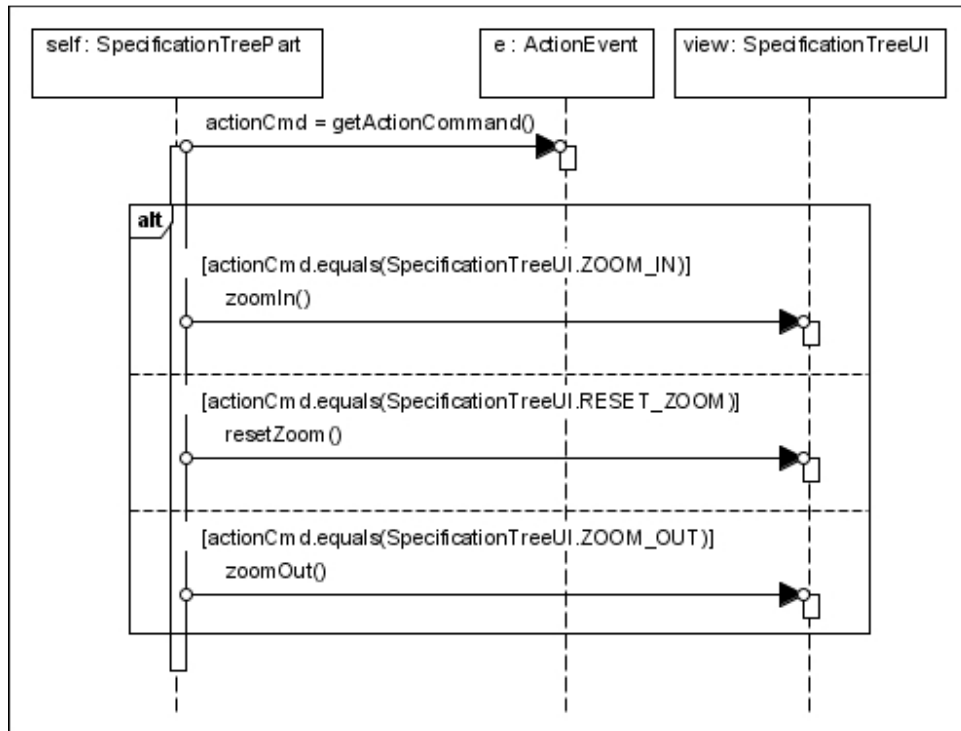 self : SpecificationTreePart
e : ActionEvent
view : SpecificationTreeUI
actionCmd = getActionCommand()
alt
[actionCmd.equals(SpecificationTreeUI.ZOOM_IN)]
zoomIn()
[actionCmd.equals(SpecificationTreeUI.RESET_ZOOM)]
resetZoom()
[actionCmd.equals(SpecificationTreeUI.ZOOM_OUT)]
zoomOut()